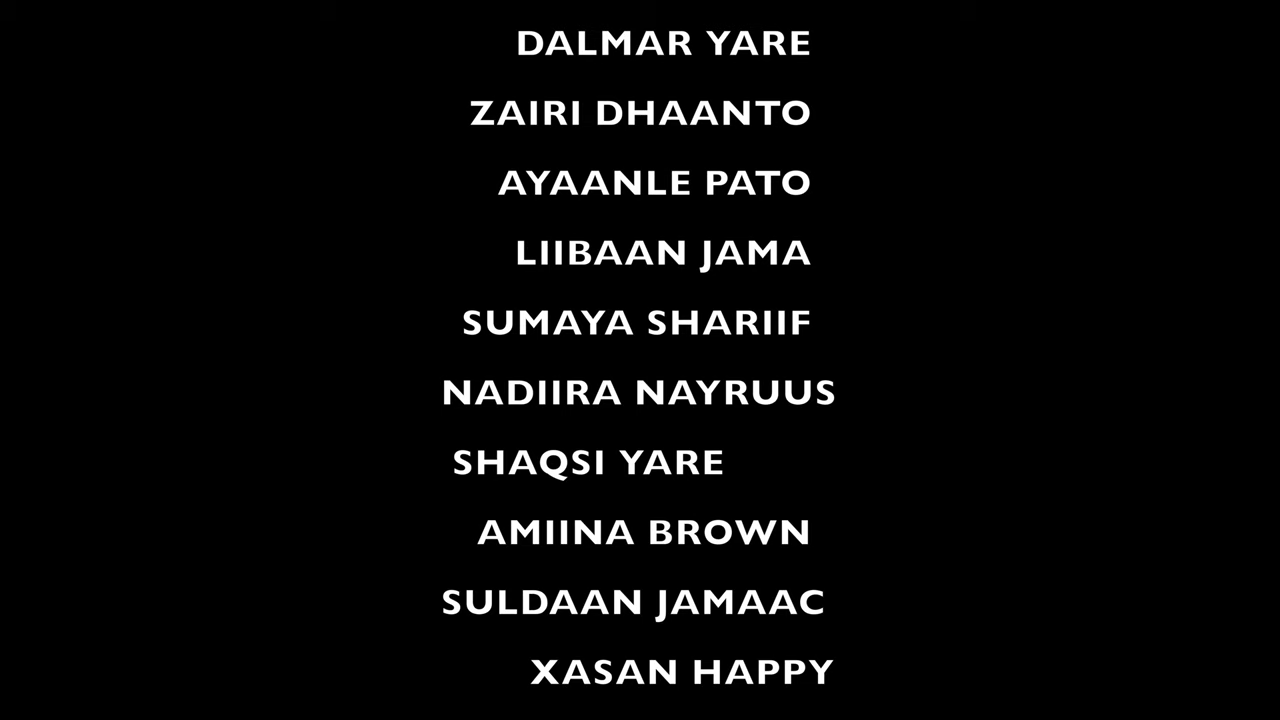 DALMAR YARE
ZAIRI DHAANTO
AYAANLE PATO
LIIBAAN JAMA
SUMAYA SHARIIF
NADIIRA NAYRUUS
SHAQSI YARE
AMIINA BROWN
SULDAAN JAMAAC
XASAN HAPPY